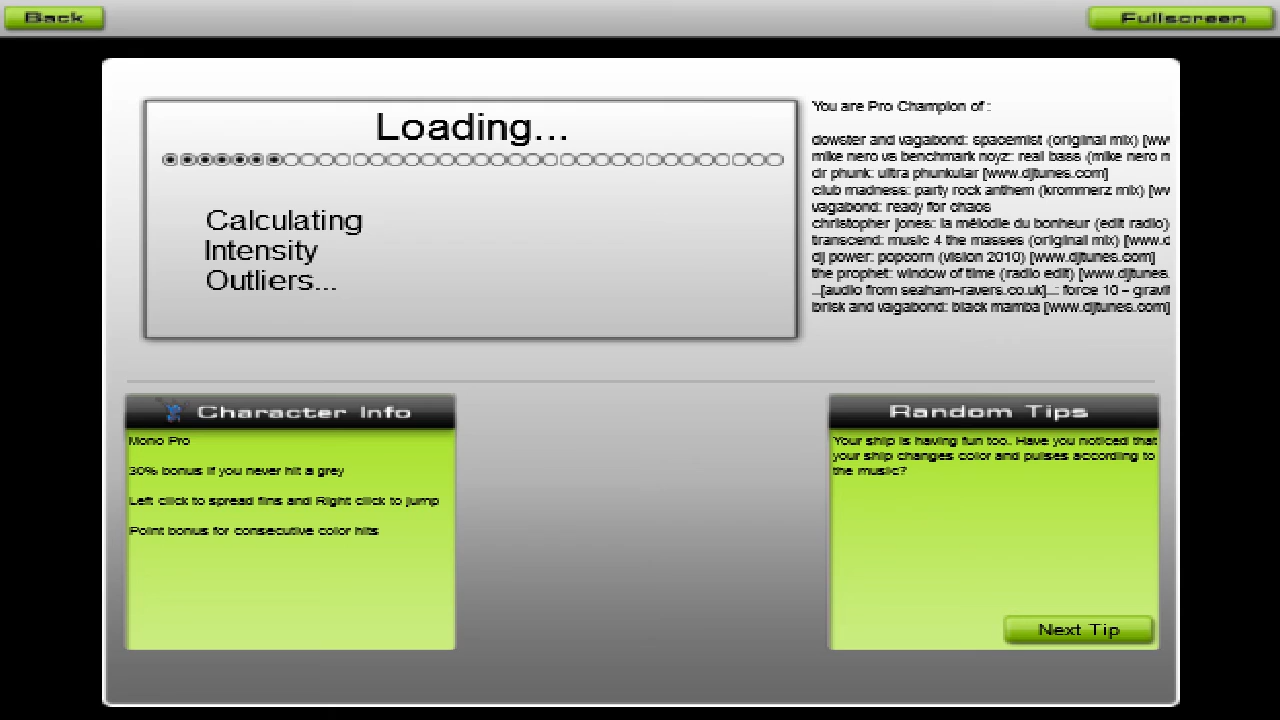 Back
Fullscreen
Loading...
Calculating
Intensity
Outliers...
You are Pro Champion of :
dowster and vagabond: spacemist (original mix) [ww
mike nero vs benchmark noyz: real bass (mike nero
dr phunk: ultra phunkular [www.djtunes.com]
club madness: party rock anthem (krommerz mix) [ww
vagabond: ready for chaos
christopher jones: la mélodie du bonheur (edit radio)
transcend: music 4 the masses (original mix) [www.d
dj power: popcorn (vision 2010) [www.djtunes.com]
the prophet: window of time (radio edit) [www.djtunes.
..[audio from seaham-ravers.co.uk]..: force 10 –
brisk and vagabond: black mamba [www.djtunes.com]
Character Info
Mono Pro
30% bonus if you never hit a grey
Left click to spread fins and Right click to jump
Point bonus for consecutive color hits
Random Tips
Your ship is having fun too. Have you noticed that
your ship changes color and pulses according to
the music?
Next Tip